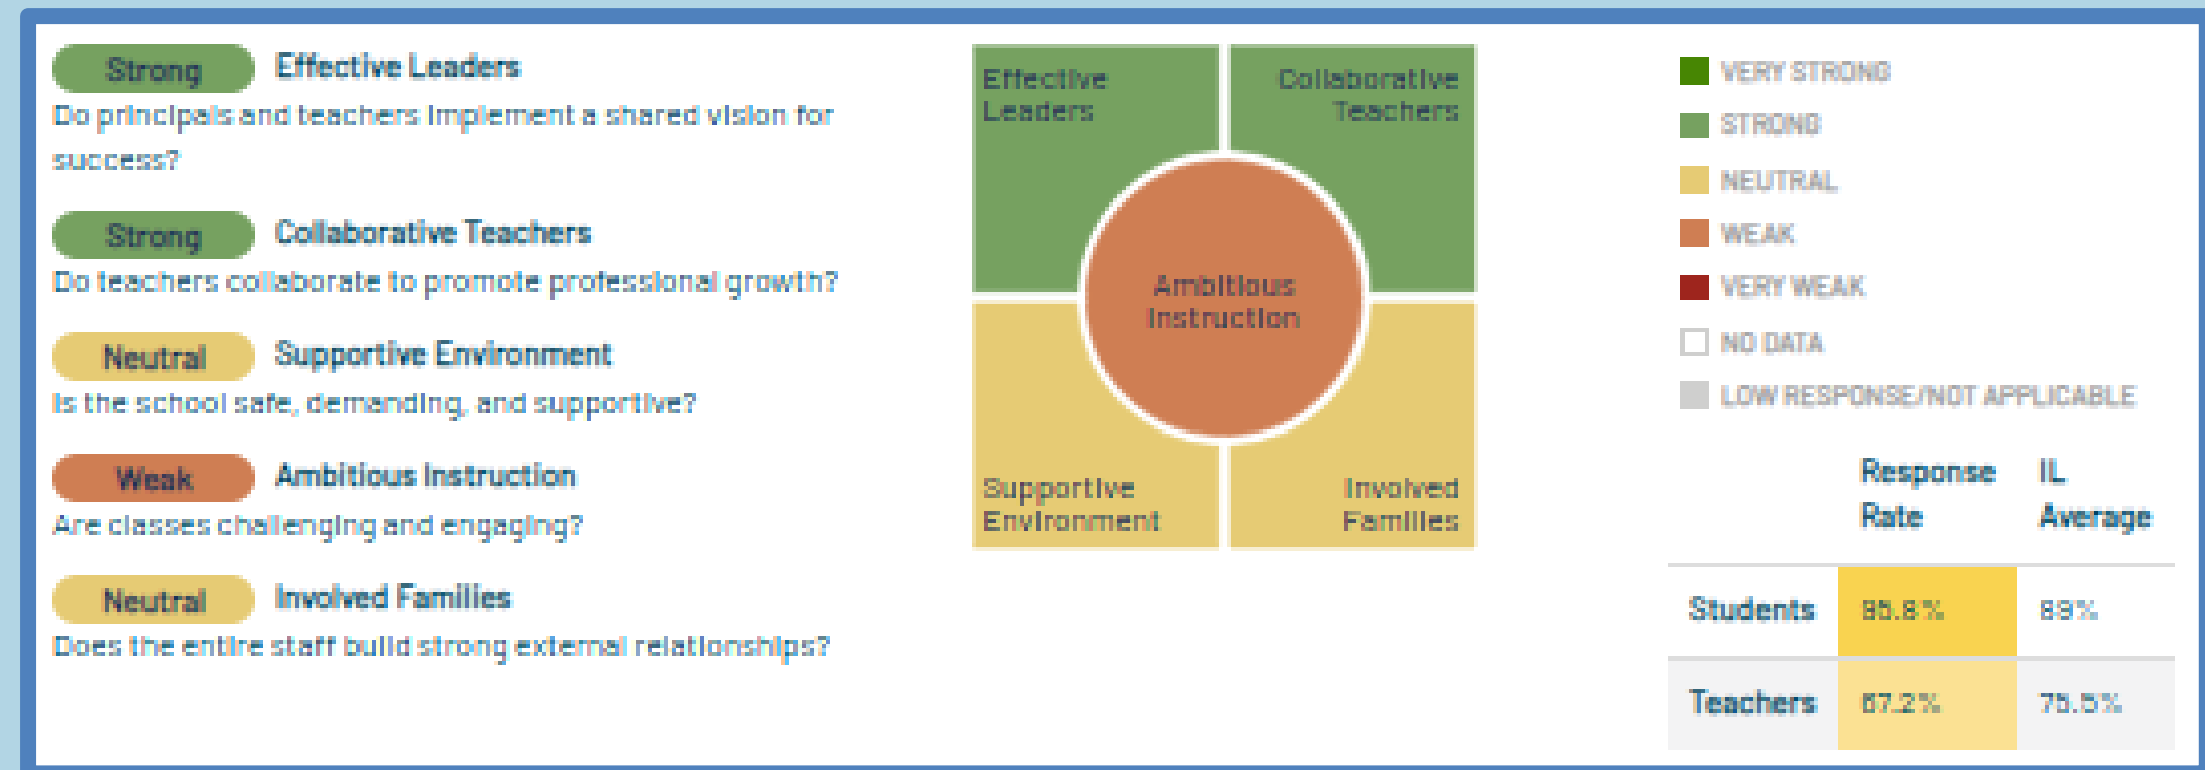 Strong Effective Leaders
Do principals and teachers implement a shared vision for
success?
Strong Collaborative Teachers
Do teachers collaborate to promote professional growth?
Neutral Supportive Environment
Is the school safe, demanding, and supportive?
Weak Ambitious Instruction
Are classes challenging and engaging?
Neutral Involved Families
Does the entire staff build strong external relationships?
Effective
Leaders
Collaborative
Teachers
Ambitious
Instruction
Supportive
Environment
Involved
Families
VERY STRONG
STRONG
NEUTRAL
WEAK
VERY WEAK
NO DATA
LOW RESPONSE/NOT APPLICABLE
Response IL
Rate Average
Students
Teachers 67.2% 75.5%